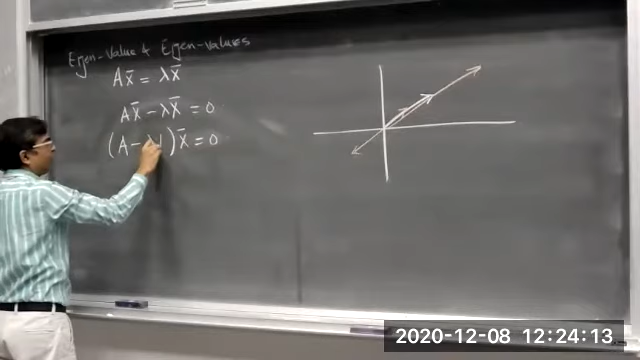 Eigen-Value & Eigen-values
Ax̄ = λx̄
Ax̄ − λx̄ = 0
(A − λI)x̄ = 0
2020-12-08 12:24:13